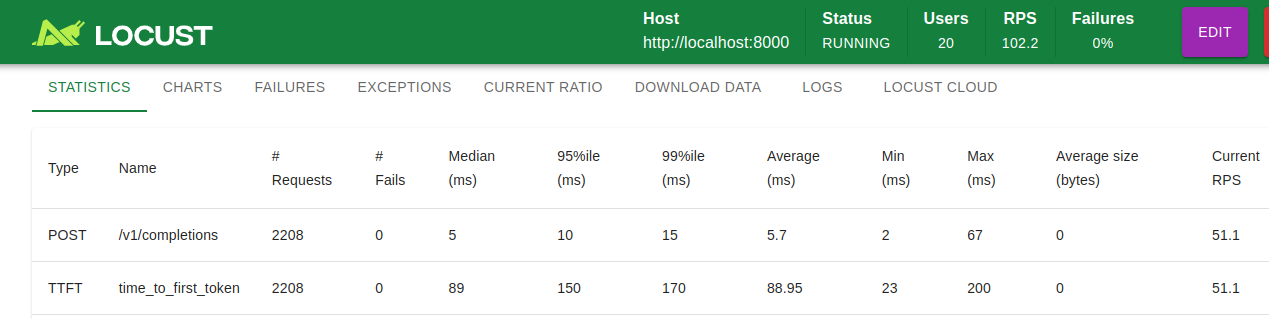 LOCUST
Host Status Users RPS Failures
http://localhost:8000 RUNNING 20 102.2 0%
EDIT
STATISTICS CHARTS FAILURES EXCEPTIONS CURRENT RATIO DOWNLOAD DATA LOGS LOCUST CLOUD
Type Name # Requests # Fails Median (ms) 95%ile (ms) 99%ile (ms) Average (ms) Min (ms) Max (ms) Average size (bytes) Current RPS
POST /v1/completions 2208 0 5 10 15 5.7 2 67 0 51.1
TTFT time_to_first_token 2208 0 89 150 170 88.95 23 200 0 51.1